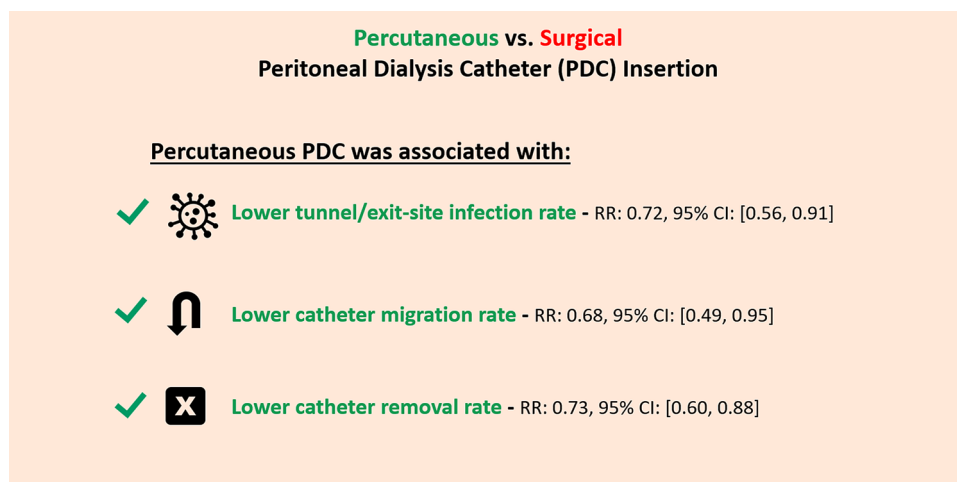 Percutaneous vs. Surgical
Peritoneal Dialysis Catheter (PDC) Insertion
Percutaneous PDC was associated with:
Lower tunnel/exit-site infection rate - RR: 0.72, 95% CI: [0.56, 0.91]
Lower catheter migration rate - RR: 0.68, 95% CI: [0.49, 0.95]
X
Lower catheter removal rate - RR: 0.73, 95% CI: [0.60, 0.88]